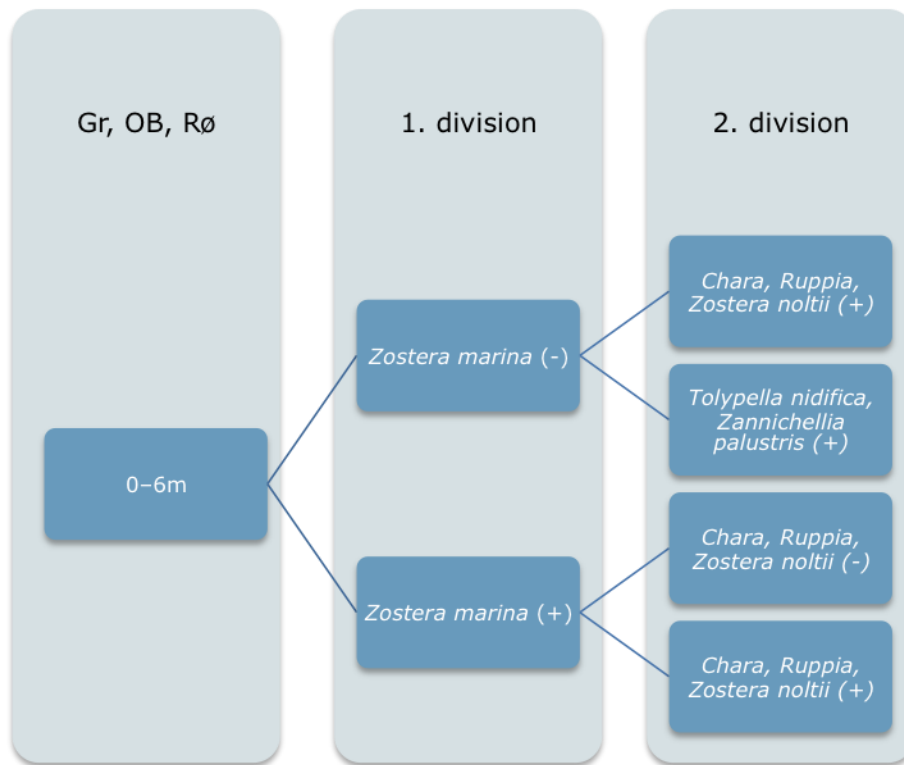 Gr, OB, Rø
1. division
2. division
0–6m
Zostera marina (-)
Zostera marina (+)
Chara, Ruppia,
Zostera noltii (+)
Tolypella nidifica,
Zannichellia
palustris (+)
Chara, Ruppia,
Zostera noltii (-)
Chara, Ruppia,
Zostera noltii (+)